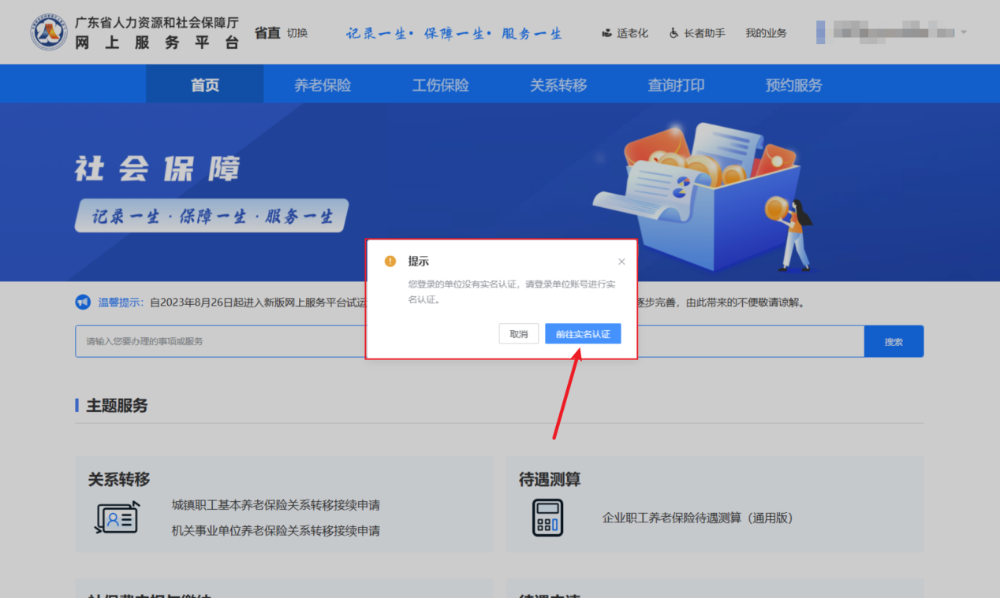 广东省人力资源和社会保障厅
网上服务平台
省直 切换
记录一生· 保障一生· 服务一生
适老化
长者助手
我的业务
首页 养老保险 工伤保险 关系转移 查询打印 预约服务
社会保障
记录一生·保障一生·服务一生
提示
您登录的单位没有实名认证，请登录单位账号进行实
名认证。
取消 前往实名认证
温馨提示：自2023年8月26日起进入新版网上服务平台试运
逐步完善，由此带来的不便敬请谅解。
请输入您要办理的事项或服务
搜索
主题服务
关系转移
城镇职工基本养老保险关系转移接续申请
机关事业单位养老保险关系转移接续申请
待遇测算
企业职工养老保险待遇测算（通用版）